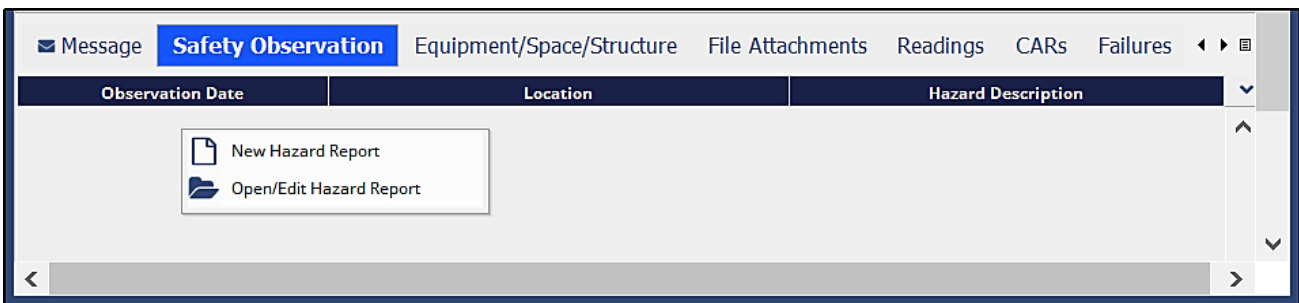 Message Safety Observation Equipment/Space/Structure File Attachments Readings CARs Failures
Observation Date Location Hazard Description
New Hazard Report
Open/Edit Hazard Report